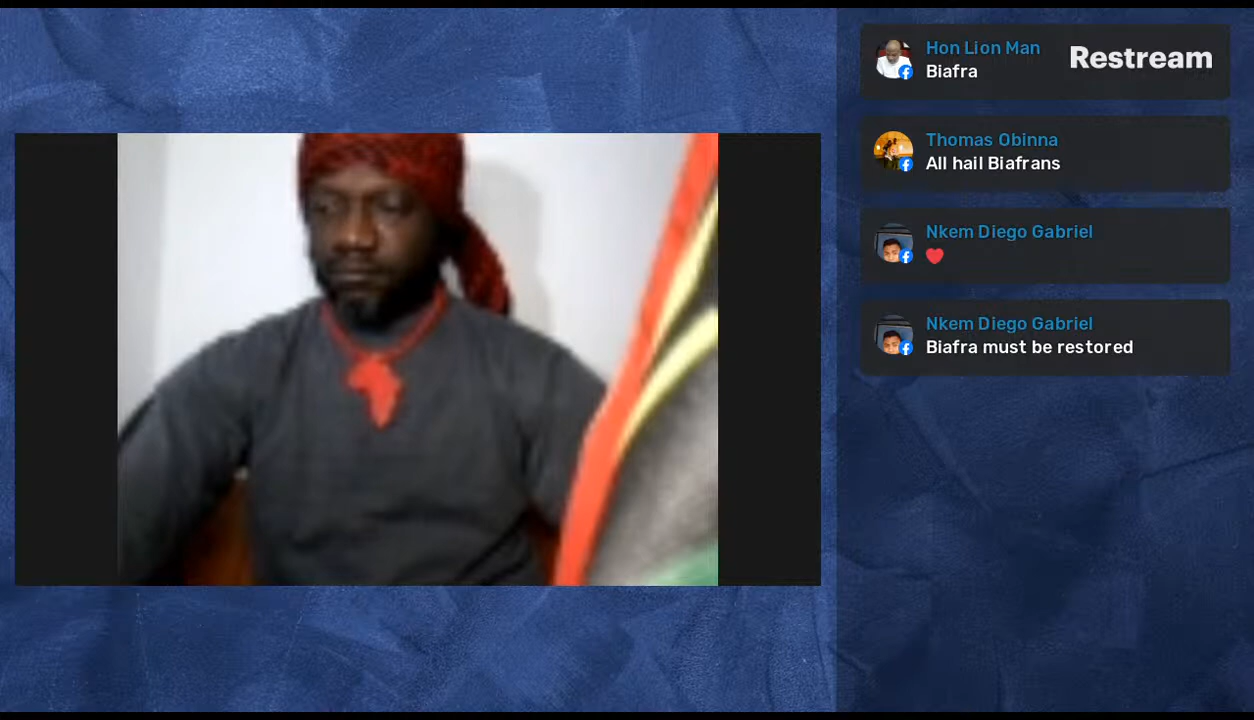 Restream
Hon Lion Man
Biafra
Thomas Obinna
All hail Biafrans
Nkem Diego Gabriel
❤
Nkem Diego Gabriel
Biafra must be restored